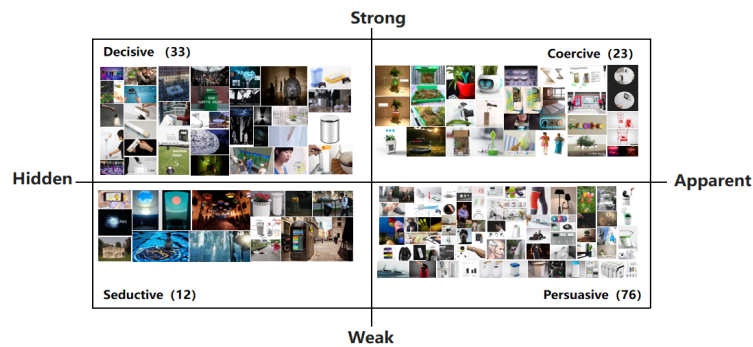 Strong
Decisive (33)
Coercive (23)
Hidden
Apparent
Seductive (12)
Persuasive (76)
Weak